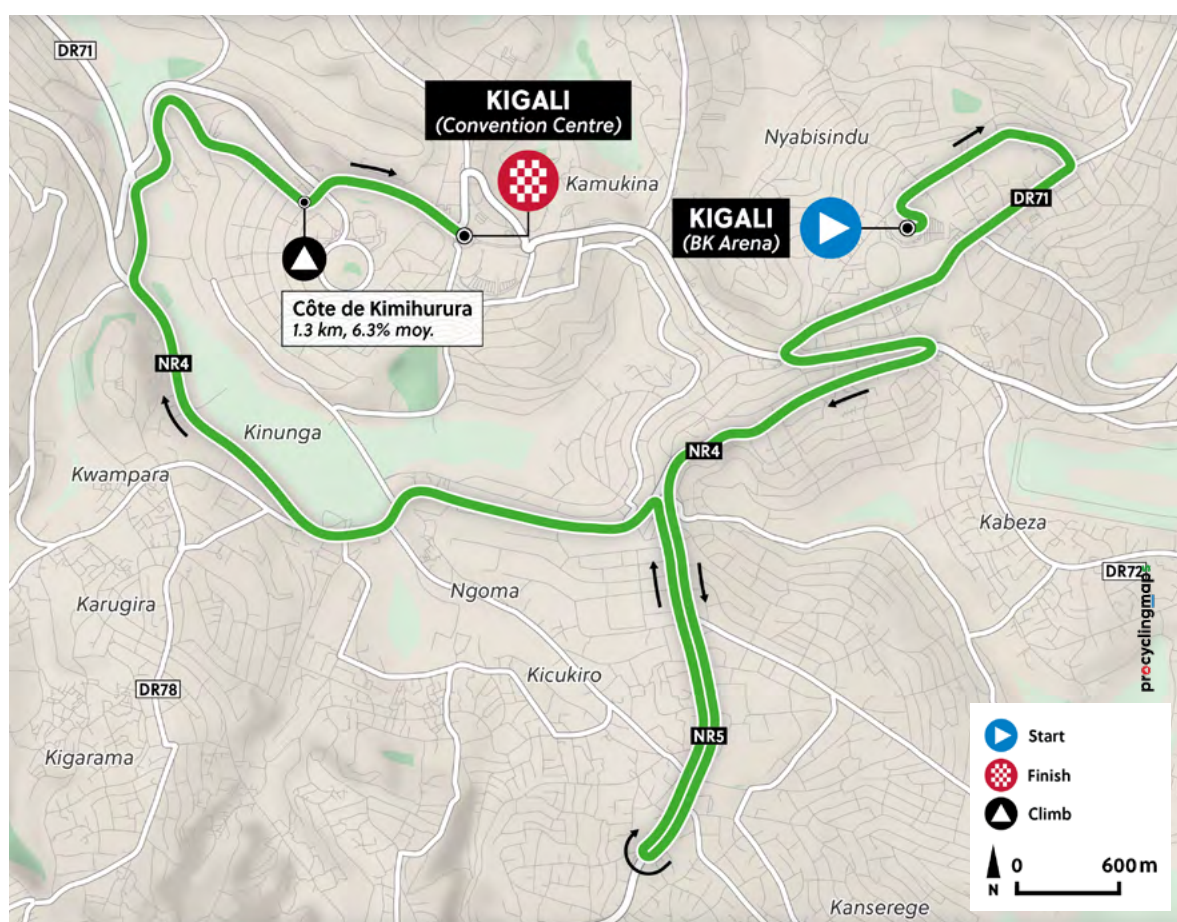 DR71
KIGALI
(Convention Centre)
Nyabisindu
Kamukina
DR71
KIGALI
(BK Arena)
Côte de Kimihurura
1.3 km, 6.3% moy.
NR4
Kinunga
NR4
Kwampara
Kabeza
DR72
Ngoma
Karugira
Kicukiro
DR78
NR5
Kigarama
Kanserege
procyclingmaps
Start
Finish
Climb
N
0 600 m